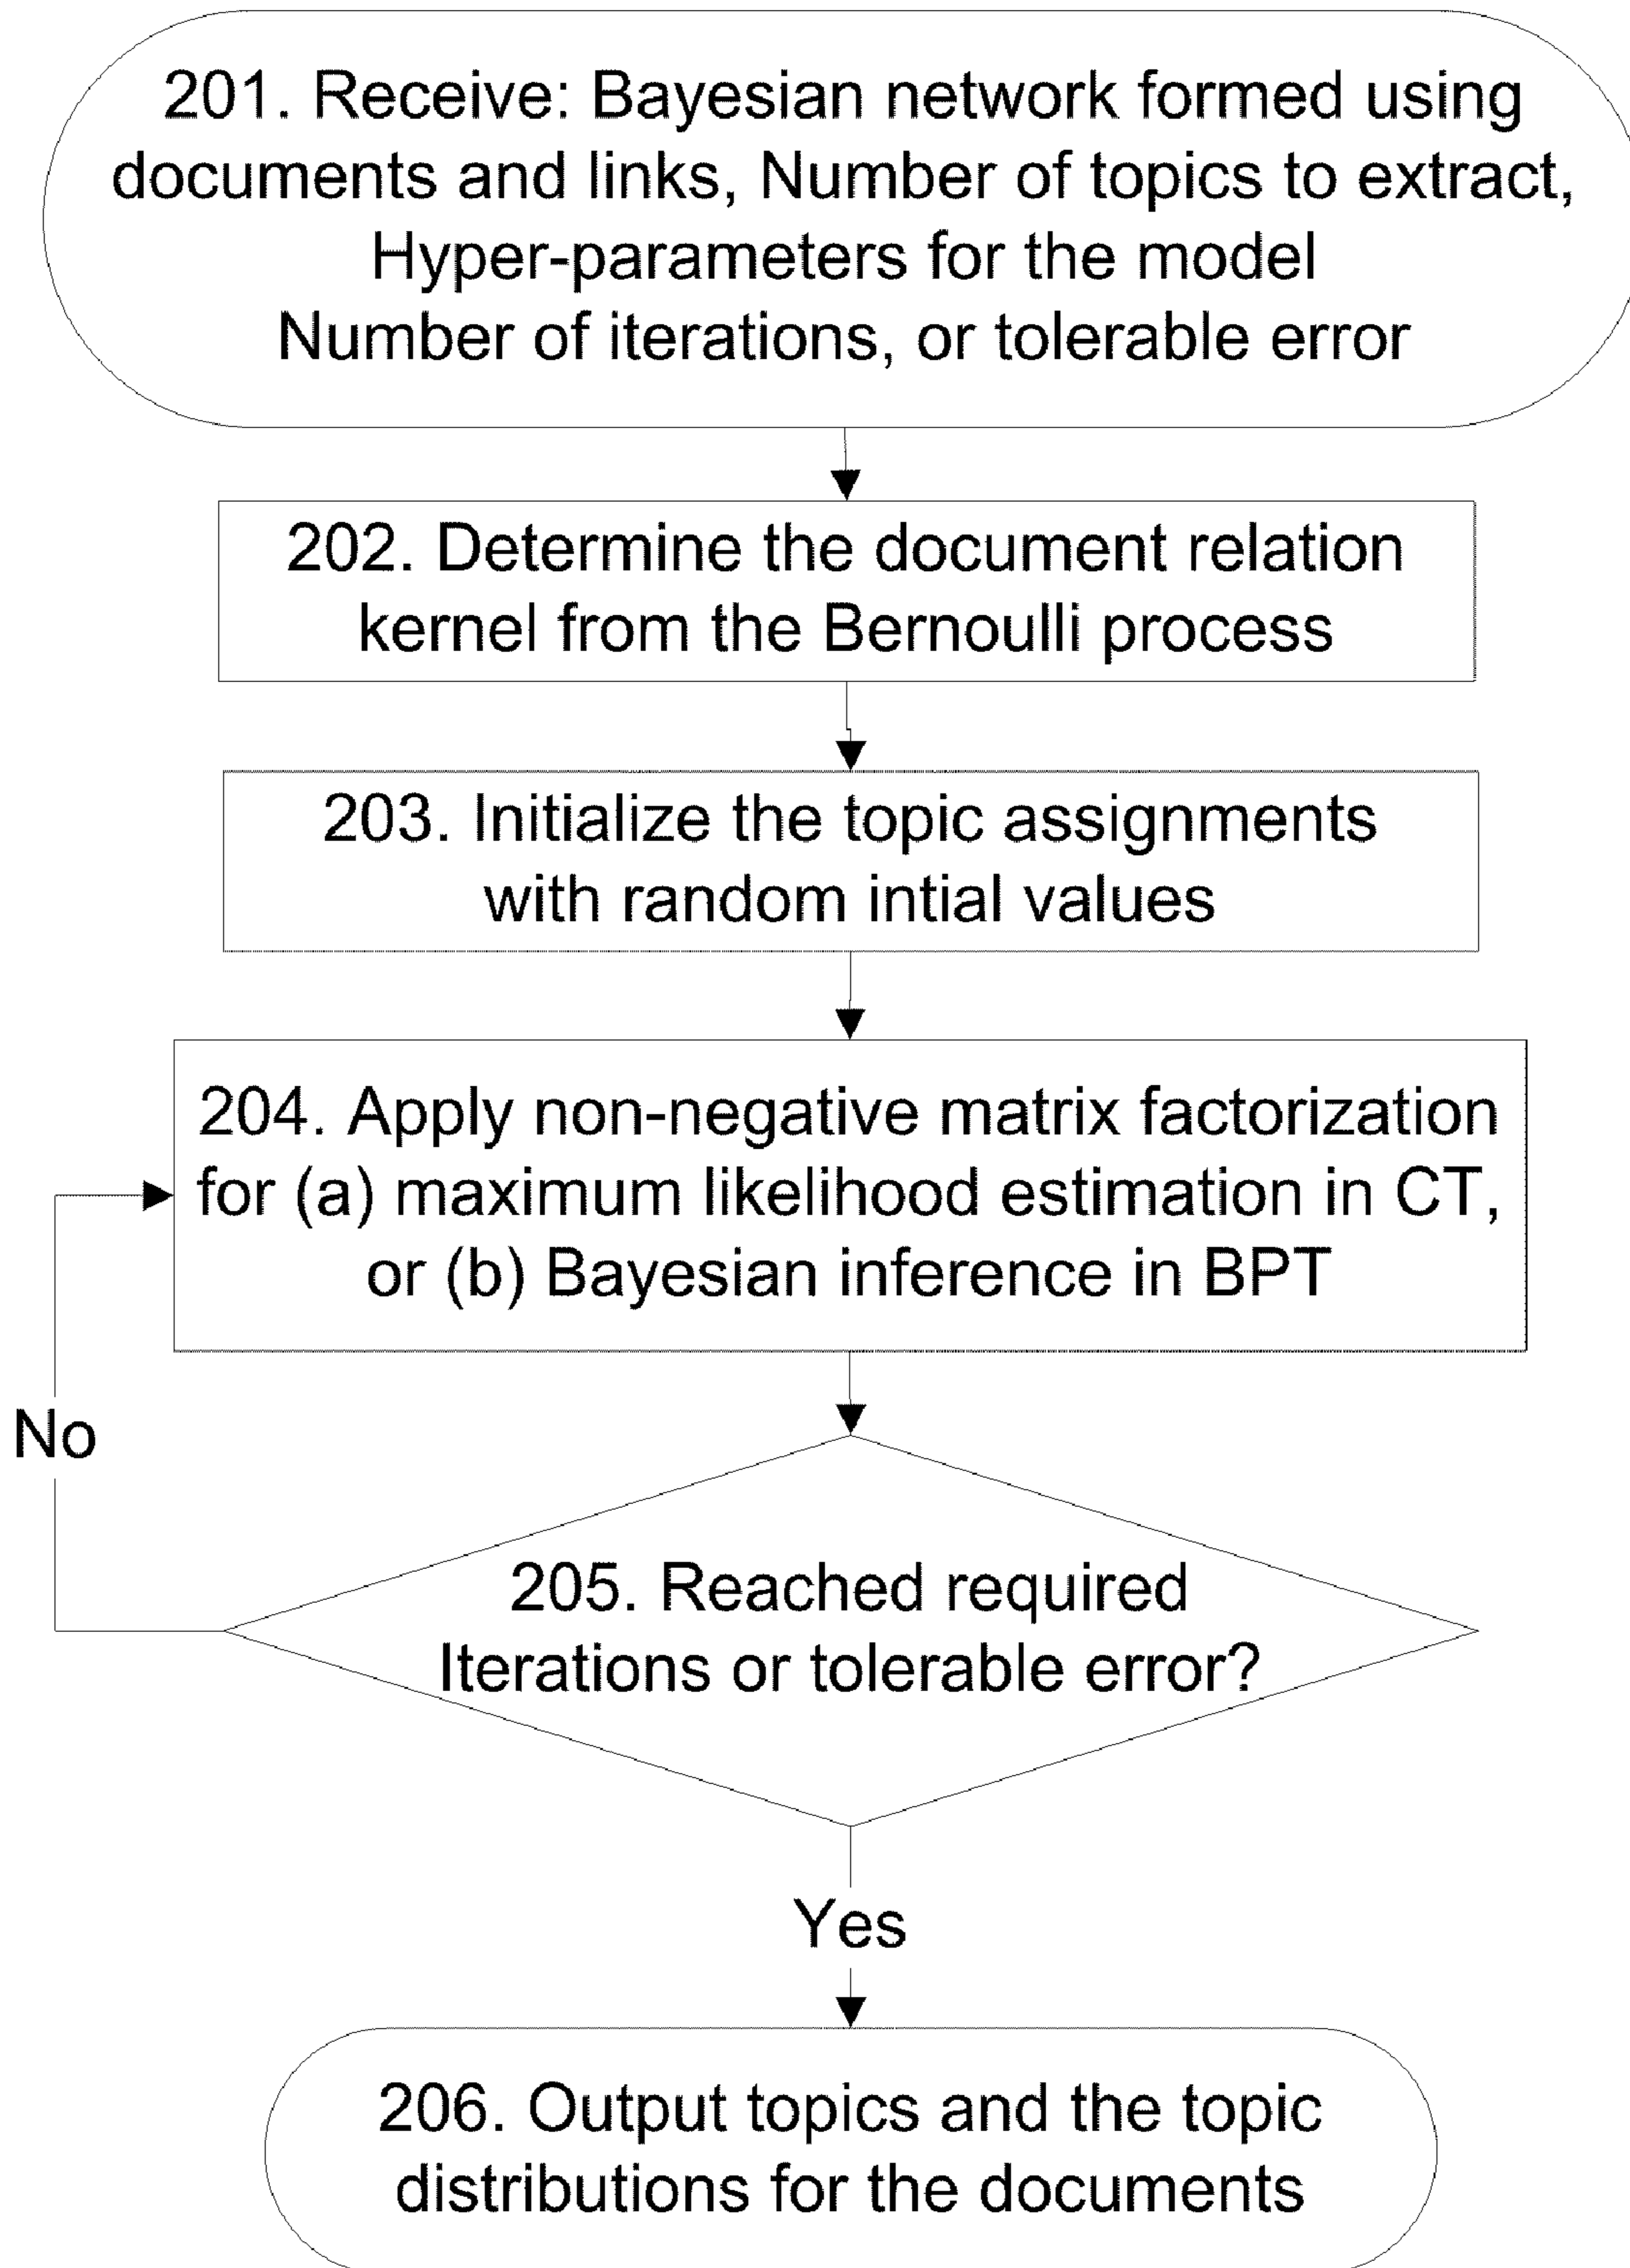 201. Receive: Bayesian network formed using
documents and links, Number of topics to extract,
Hyper-parameters for the model
Number of iterations, or tolerable error
202. Determine the document relation
kernel from the Bernoulli process
203. Initialize the topic assignments
with random intial values
204. Apply non-negative matrix factorization
for (a) maximum likelihood estimation in CT,
or (b) Bayesian inference in BPT
No
205. Reached required
Iterations or tolerable error?
Yes
206. Output topics and the topic
distributions for the documents